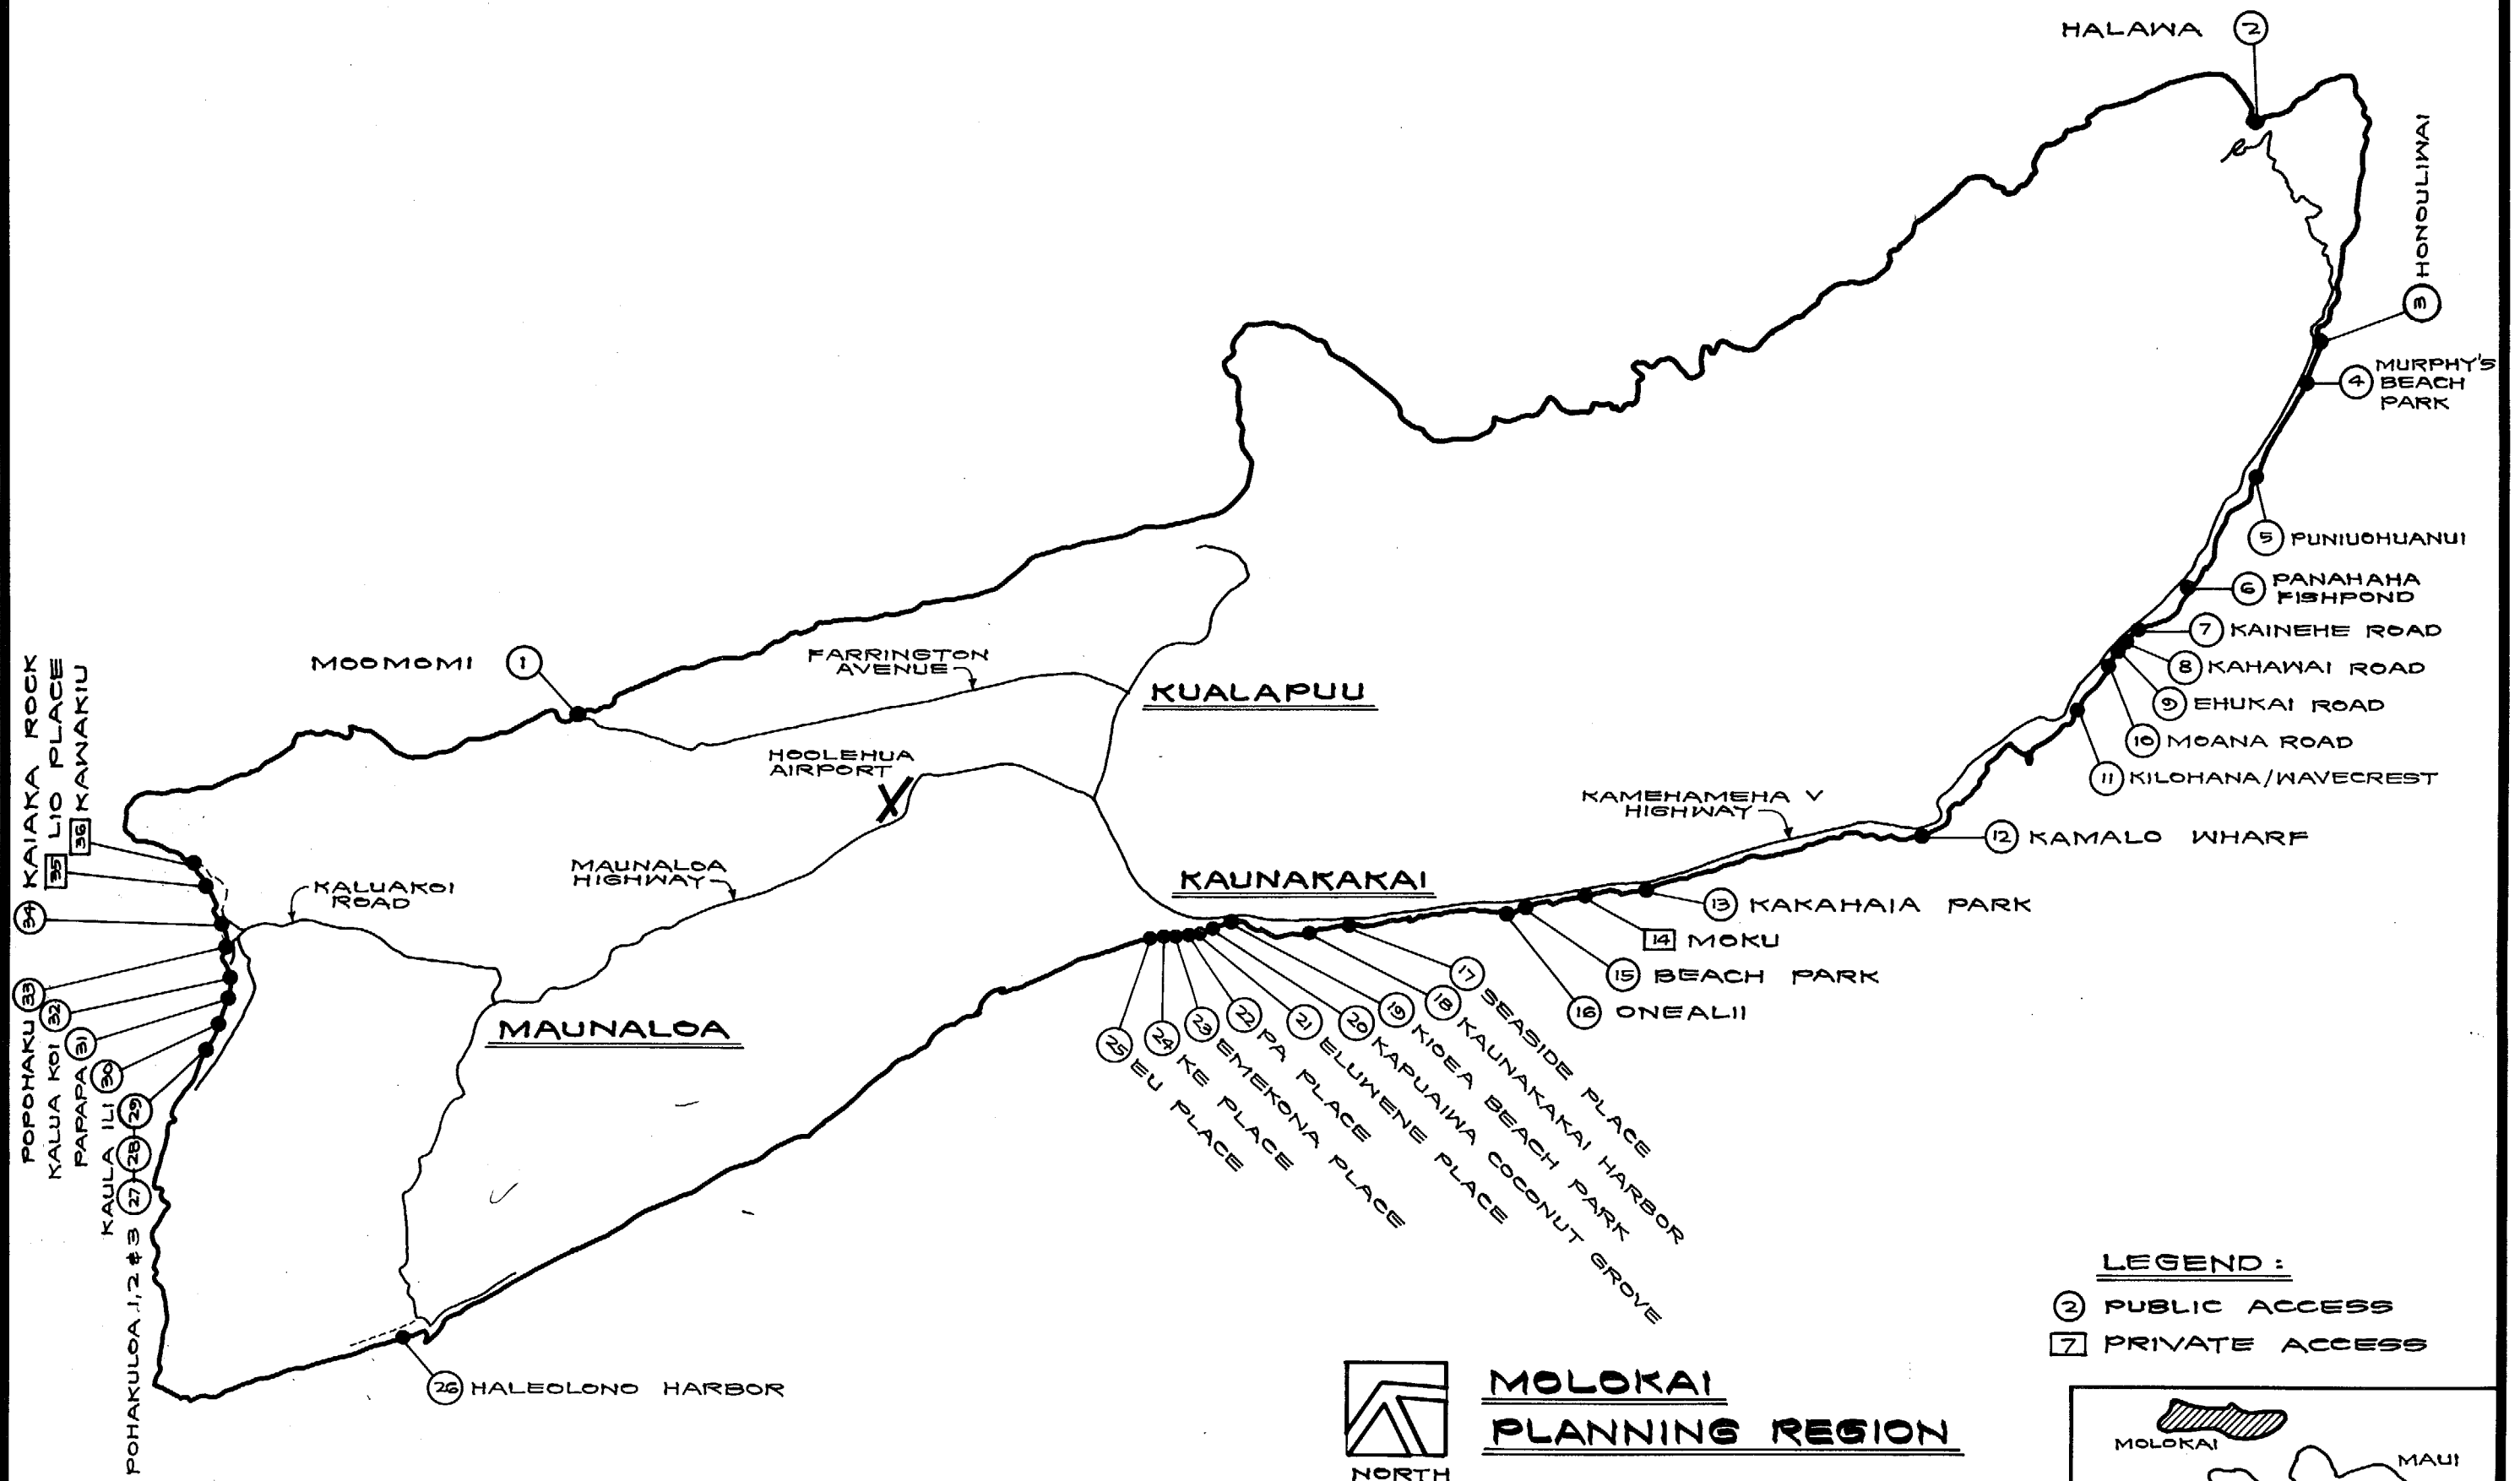 HALAWA 2
3 HONOULIWAI
4 MURPHY'S
BEACH
PARK
5 PUNIUOHUANUI
6 PANAHAHA
FISHPOND
7 KAINEHE ROAD
8 KAHAWAI ROAD
9 EHUKAI ROAD
10 MOANA ROAD
11 KILOHANA/WAVECREST
12 KAMALO WHARF
13 KAKAHAIA PARK
14 MOKU
15 BEACH PARK
16 ONEALII
17 SEASIDE PLACE
18 KAUNAKAKAI HARBOR
19 KIOEA BEACH PARK
20 KAPUAIWA COCONUT GROVE
21 ELUWENE PLACE
22 PA PLACE
23 EMEKONA PLACE
24 KE PLACE
25 EU PLACE
26 HALEOLONO HARBOR
POHAKULOA 1, 2 & 3 27 28 29
KAULA ILI 30
PAPAPA 31
KALUA KOI 32
POPOHAKU 33
34 KAIAKA ROCK
35 LIO PLACE
36 KAWAKIU
MOOMOMI 1
FARRINGTON
AVENUE
KUALAPUU
HOOLEHUA
AIRPORT
X
MAUNALOA
HIGHWAY
KALUAKOI
ROAD
MAUNALOA
KAUNAKAKAI
KAMEHAMEHA V
HIGHWAY
LEGEND:
2 PUBLIC ACCESS
7 PRIVATE ACCESS
NORTH
MOLOKAI
PLANNING REGION
MOLOKAI
MAUI